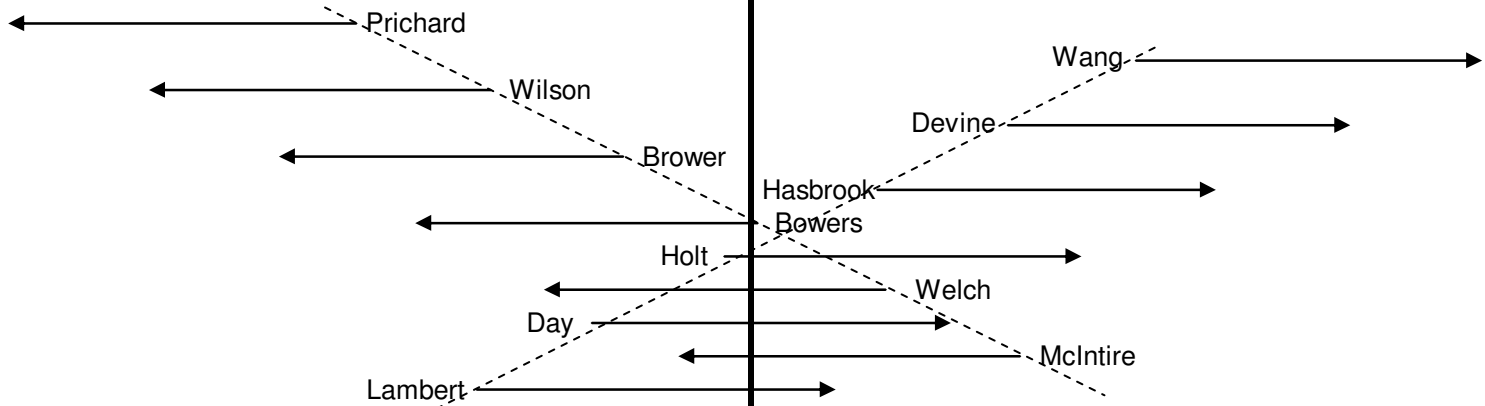 Prichard
Wang
Wilson
Devine
Brower
Hasbrook
Bowers
Holt
Welch
Day
McIntire
Lambert